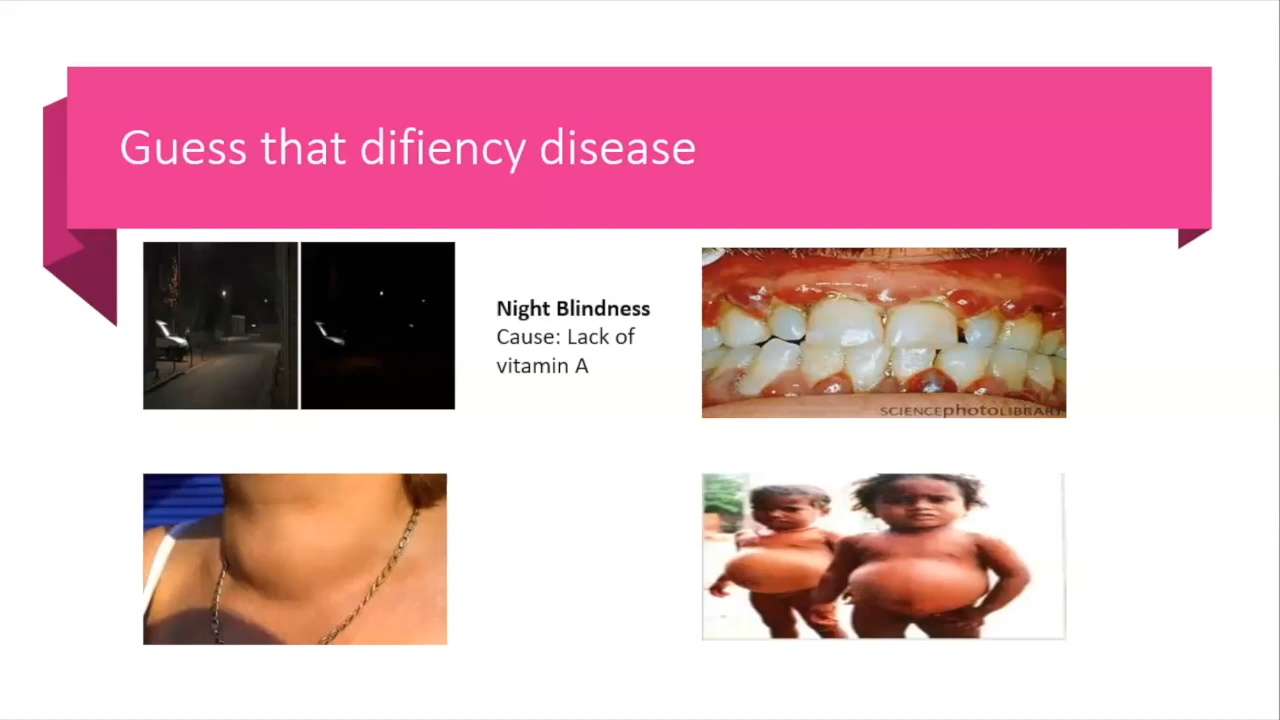 Guess that difiency disease
Night Blindness
Cause: Lack of
vitamin A
SCIENCEphotoLIBRARY